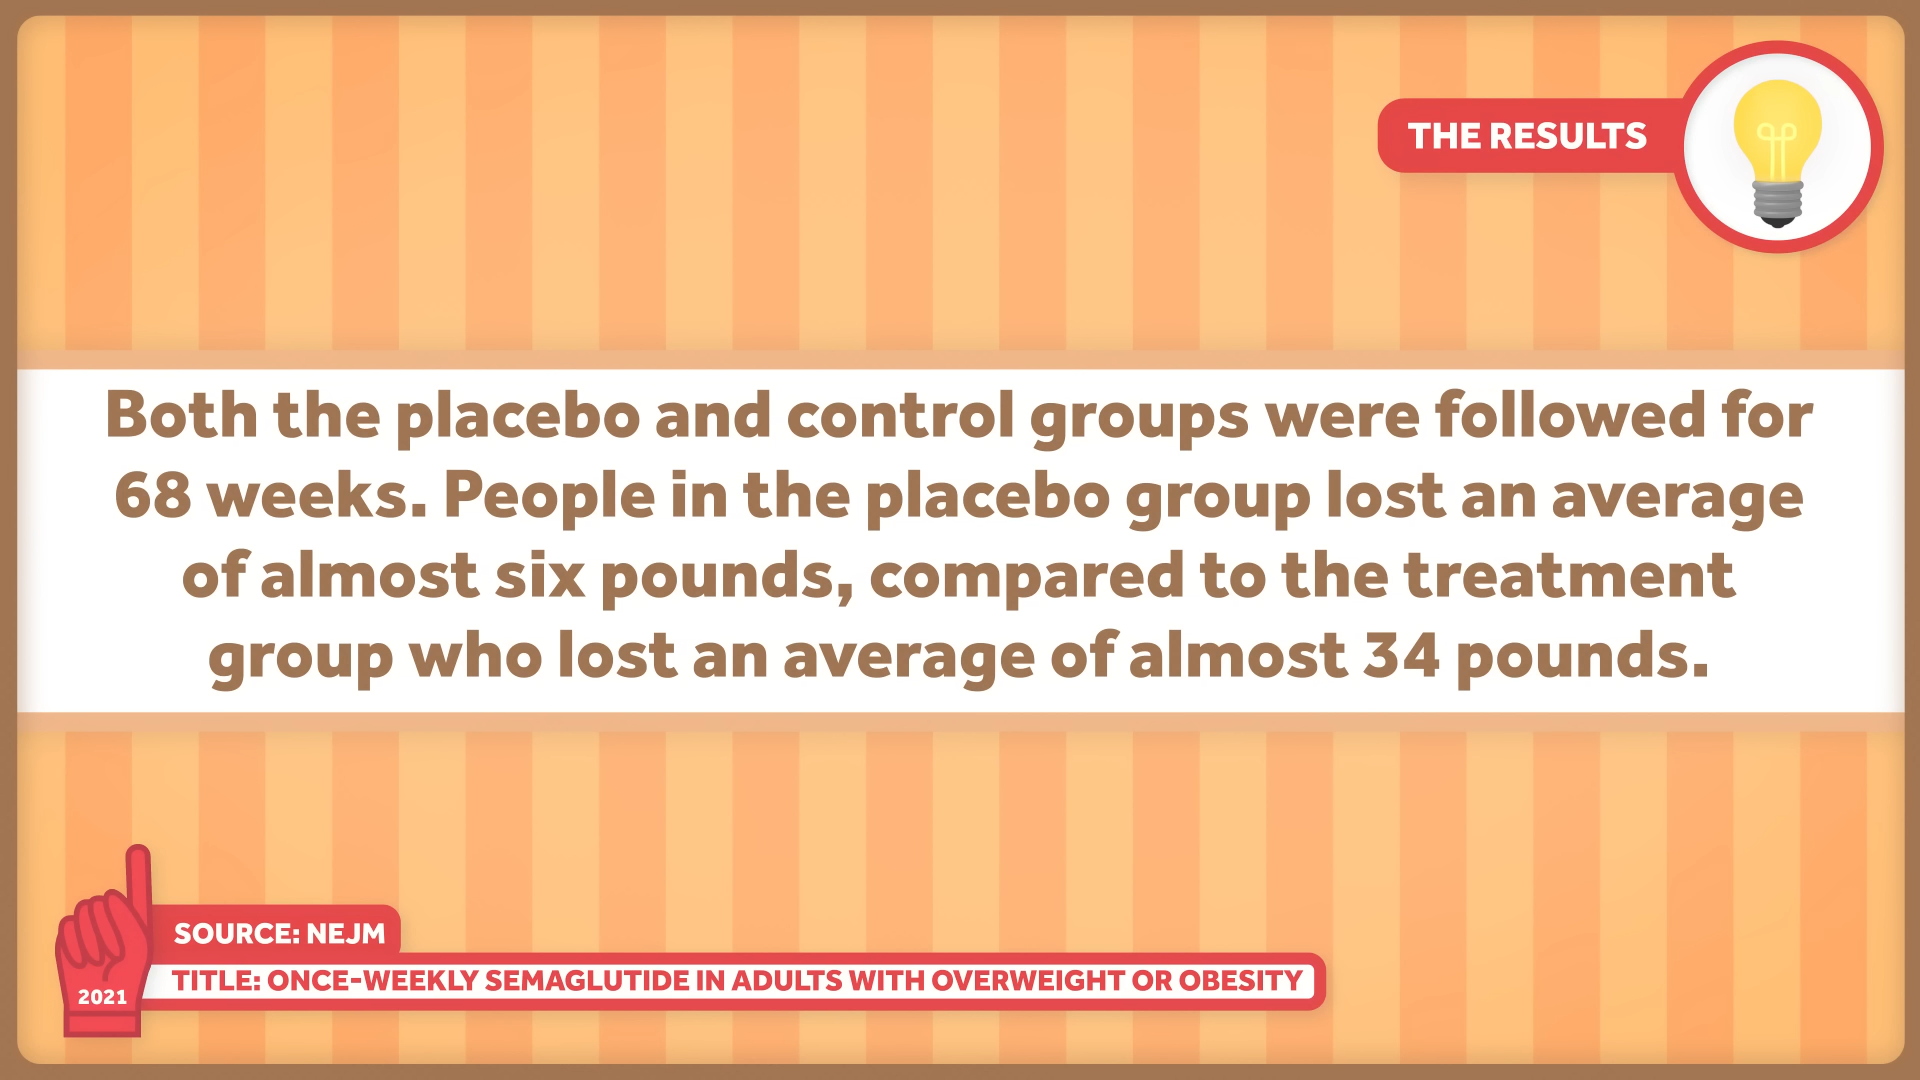 THE RESULTS
Both the placebo and control groups were followed for
68 weeks. People in the placebo group lost an average
of almost six pounds, compared to the treatment
group who lost an average of almost 34 pounds.
SOURCE: NEJM
TITLE: ONCE-WEEKLY SEMAGLUTIDE IN ADULTS WITH OVERWEIGHT OR OBESITY
2021